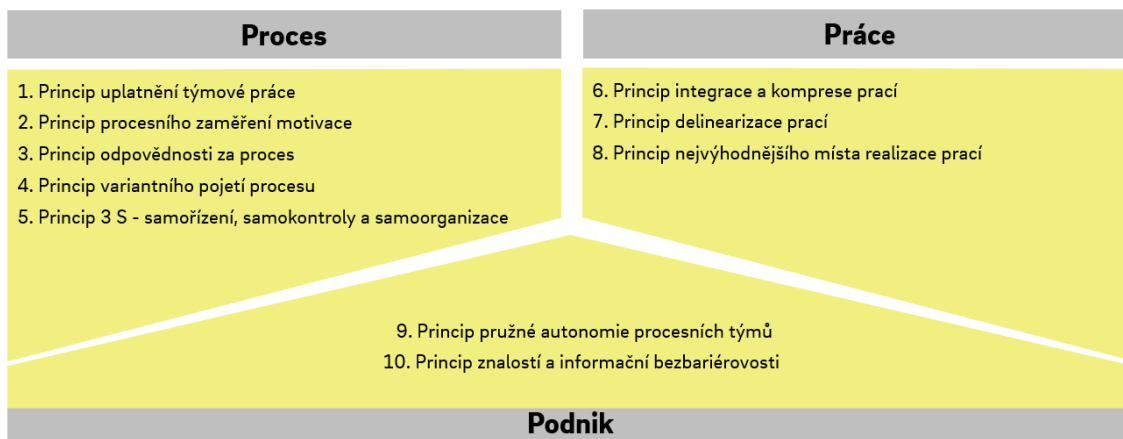 Proces
1. Princip uplatnění týmové práce
2. Princip procesního zaměření motivace
3. Princip odpovědnosti za proces
4. Princip variantního pojetí procesu
5. Princip 3 S - samořízení, samokontroly a samoorganizace
Práce
6. Princip integrace a komprese prací
7. Princip delinearizace prací
8. Princip nejvýhodnějšího místa realizace prací
9. Princip pružné autonomie procesních týmů
10. Princip znalostí a informační bezbariérovosti
Podnik